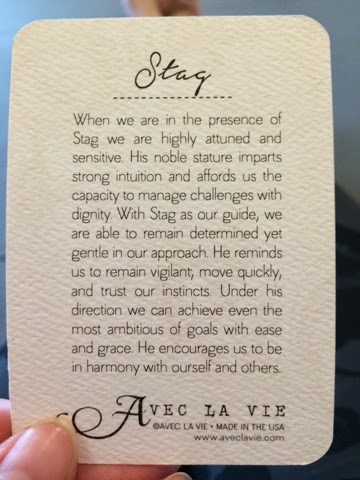 Stag
When we are in the presence of
Stag we are highly attuned and
sensitive. His noble stature imparts
strong intuition and affords us the
capacity to manage challenges with
dignity. With Stag as our guide, we
are able to remain determined yet
gentle in our approach. He reminds
us to remain vigilant, move quickly,
and trust our instincts. Under his
direction we can achieve even the
most ambitious of goals with ease
and grace. He encourages us to be
in harmony with ourself and others.
AVEC LA VIE
©AVEC LA VIE • MADE IN THE USA
www.aveclavie.com